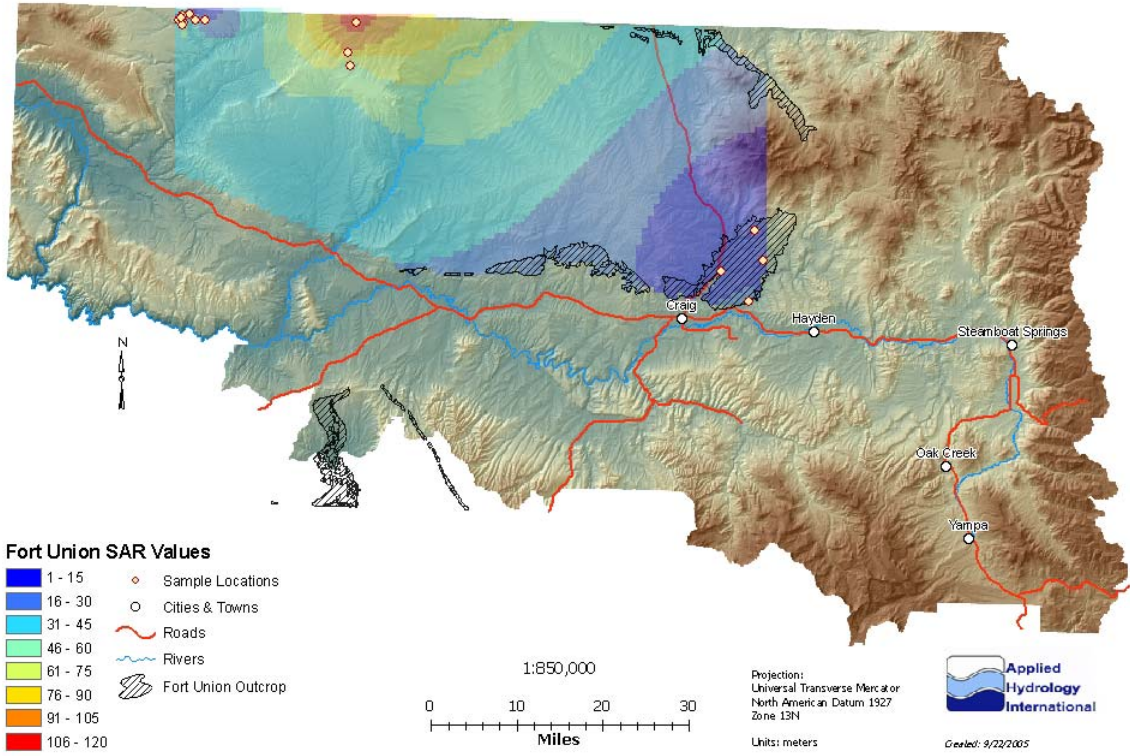 Craig
Hayden
Steamboat Springs
Oak Creek
Yampa
N
Fort Union SAR Values
1 - 15
16 - 30
31 - 45
46 - 60
61 - 75
76 - 90
91 - 105
106 - 120
Sample Locations
Cities & Towns
Roads
Rivers
Fort Union Outcrop
1:850,000
0 10 20 30
Miles
Projection:
Universal Transverse Mercator
North American Datum 1927
Zone 13N
Units: meters
Applied
Hydrology
International
Created: 9/22/2005